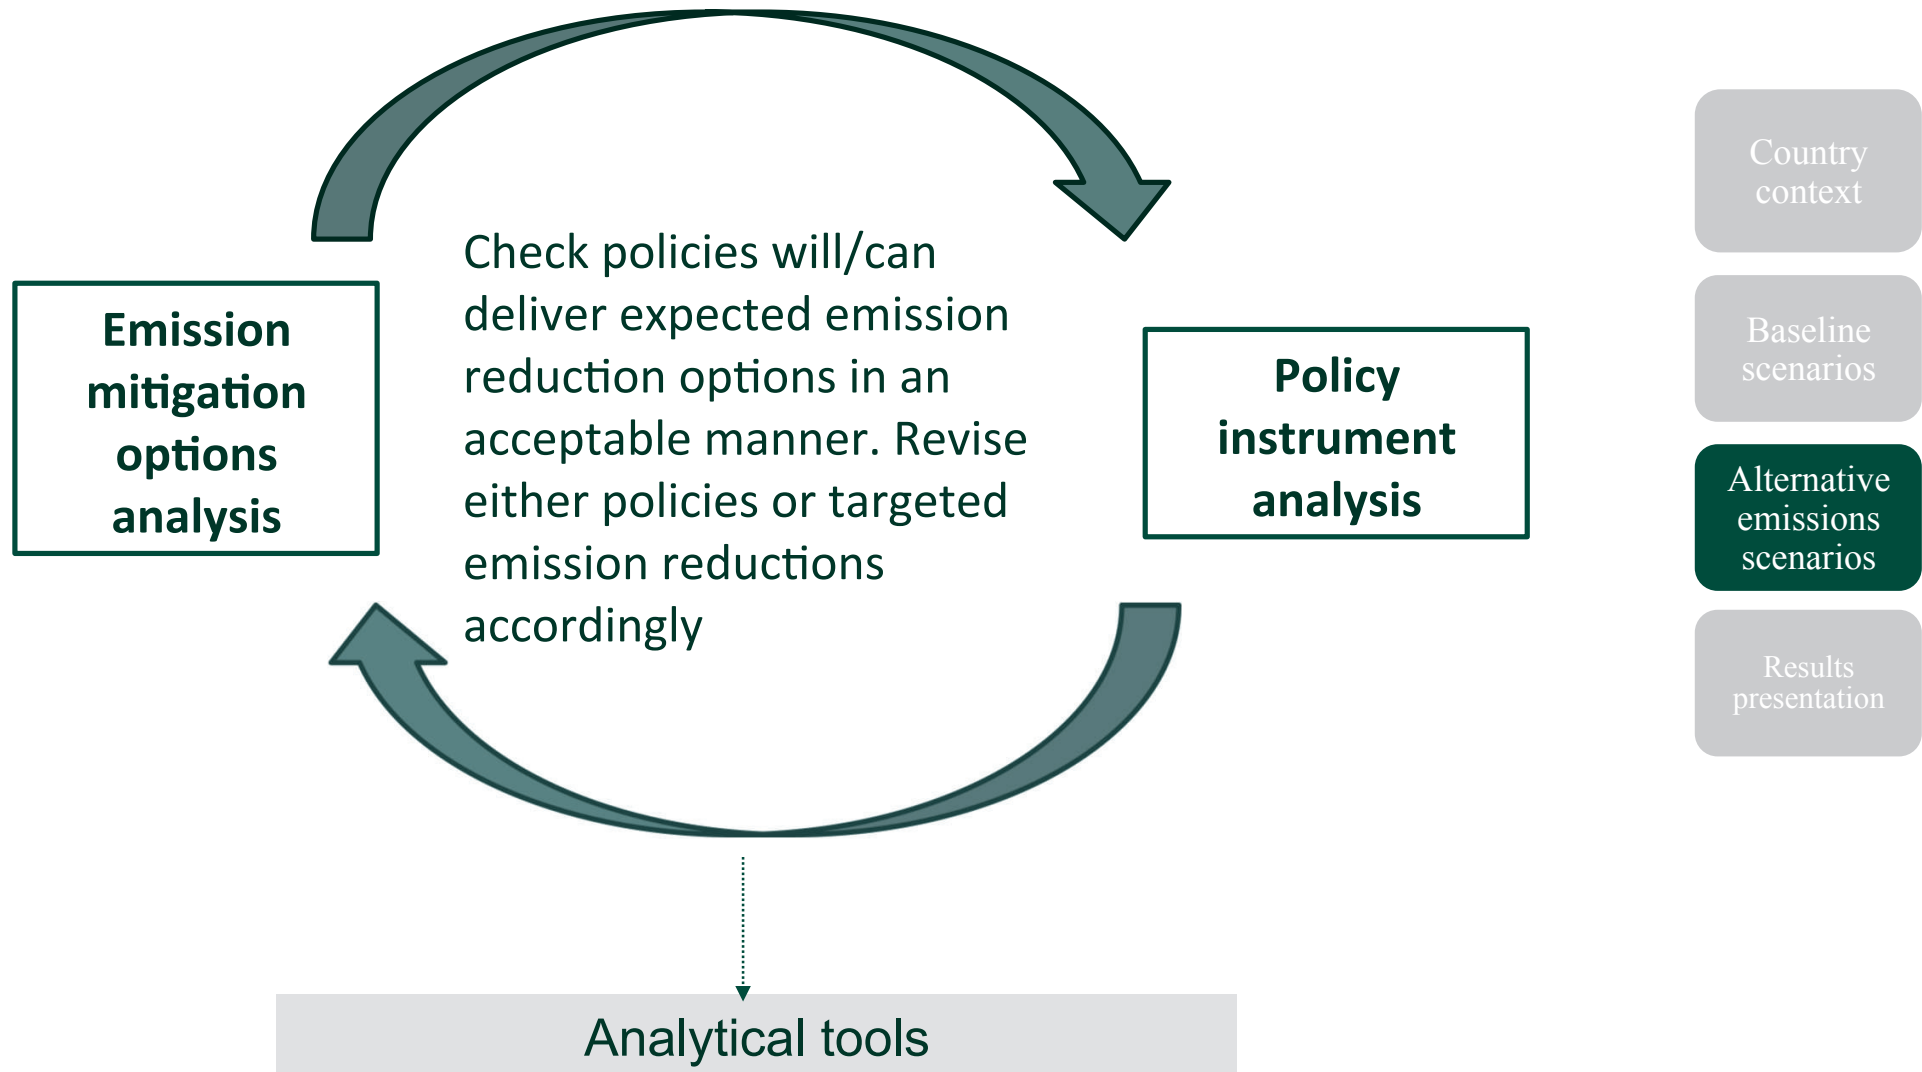 Emission
mitigation
options
analysis
Check policies will/can
deliver expected emission
reduction options in an
acceptable manner. Revise
either policies or targeted
emission reductions
accordingly
Policy
instrument
analysis
Analytical tools
Country
context
Baseline
scenarios
Alternative
emissions
scenarios
Results
presentation